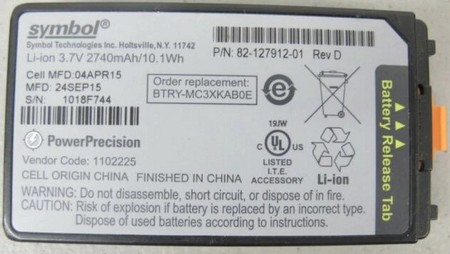 symbol®
Symbol Technologies Inc. Holtsville, N.Y. 11742
P/N: 82-127912-01 Rev D
Li-ion 3.7V 2740mAh/10.1Wh
Cell MFD:04APR15
MFD: 24SEP15
S/N: 1018F744
Order replacement:
BTRY-MC3XKAB0E
PowerPrecision
Vendor Code: 1102225
19JW
c UL us
LISTED
I.T.E.
ACCESSORY
Li-ion
CELL ORIGIN CHINA FINISHED IN CHINA
WARNING: Do not disassemble, short circuit, or dispose of in fire.
Risk of explosion if battery is replaced by an incorrect type.
Dispose of used batteries according to instructions.
Battery Release Tab